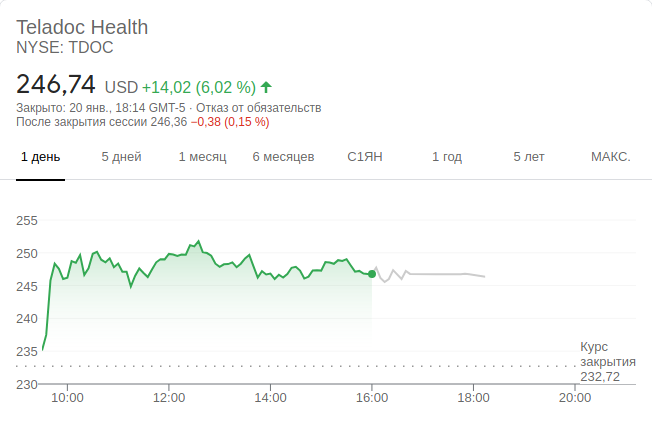 Teladoc Health
NYSE: TDOC
246,74 USD +14,02 (6,02 %)
Закрыто: 20 янв., 18:14 GMT-5 · Отказ от обязательств
После закрытия сессии 246,36 −0,38 (0,15 %)
1 день 5 дней 1 месяц 6 месяцев С1ЯН 1 год 5 лет МАКС.
255
250
245
240
235
Курс
закрытия
232,72
230
10:00 12:00 14:00 16:00 18:00 20:00